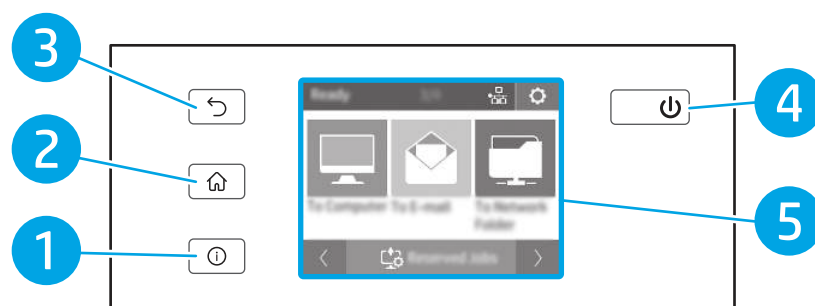 3
2
1
4
5
Ready
To Computer
To E-mail
To Network
Folder
Reserved Jobs